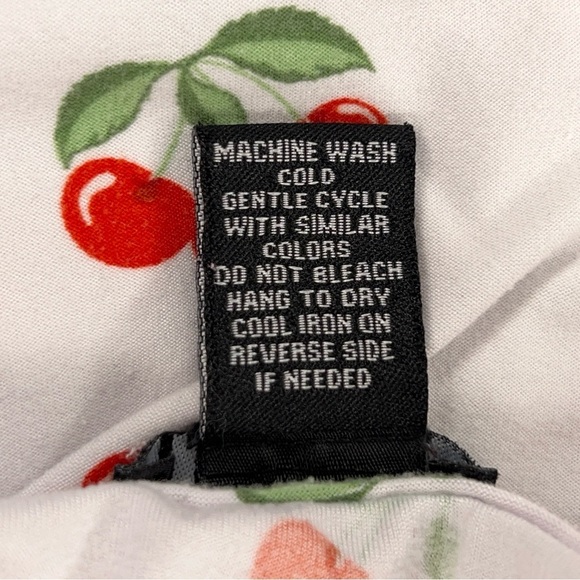 MACHINE WASH
COLD
GENTLE CYCLE
WITH SIMILAR
COLORS
DO NOT BLEACH
HANG TO DRY
COOL IRON ON
REVERSE SIDE
IF NEEDED